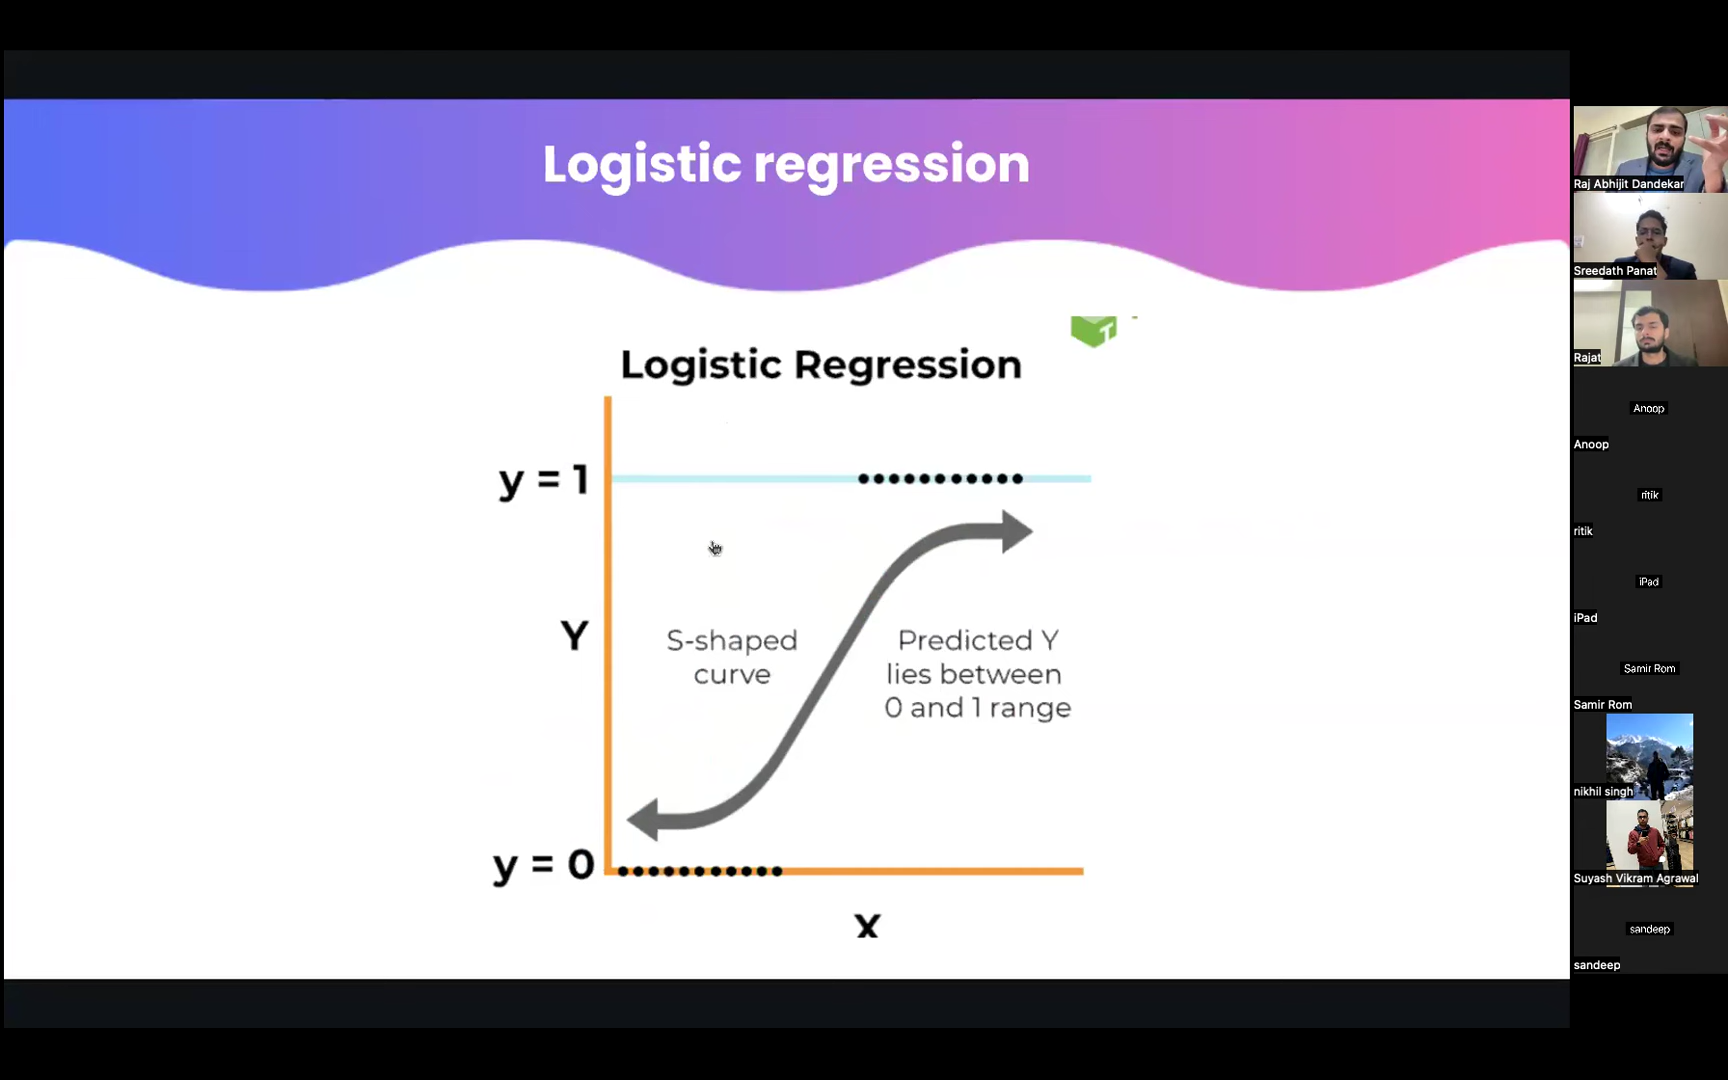 Logistic regression
T
Logistic Regression
y = 1
Y
S-shaped
curve
Predicted Y
lies between
0 and 1 range
y = 0
X
Raj Abhijit Dandekar
Sreedath Panat
Rajat
Anoop
Anoop
ritik
ritik
iPad
iPad
Samir Rom
Samir Rom
nikhil singh
Suyash Vikram Agrawal
sandeep
sandeep